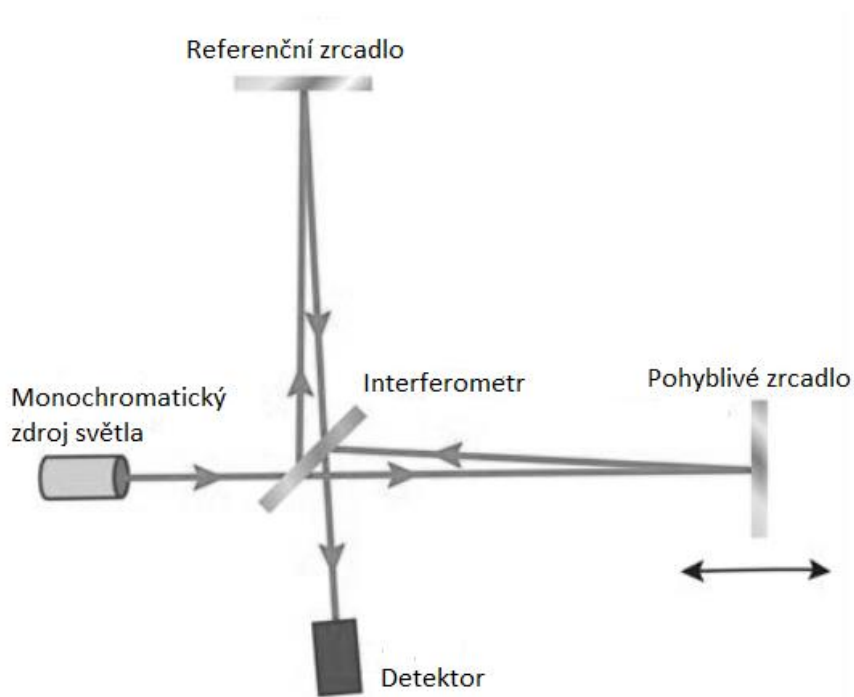 Referenční zrcadlo
Interferometr
Pohyblivé zrcadlo
Monochromatický
zdroj světla
Detektor